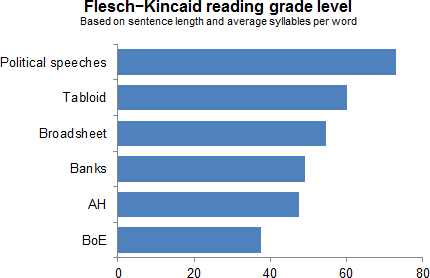 Flesch−Kincaid reading grade level
Based on sentence length and average syllables per word
Political speeches
Tabloid
Broadsheet
Banks
AH
BoE
0 20 40 60 80